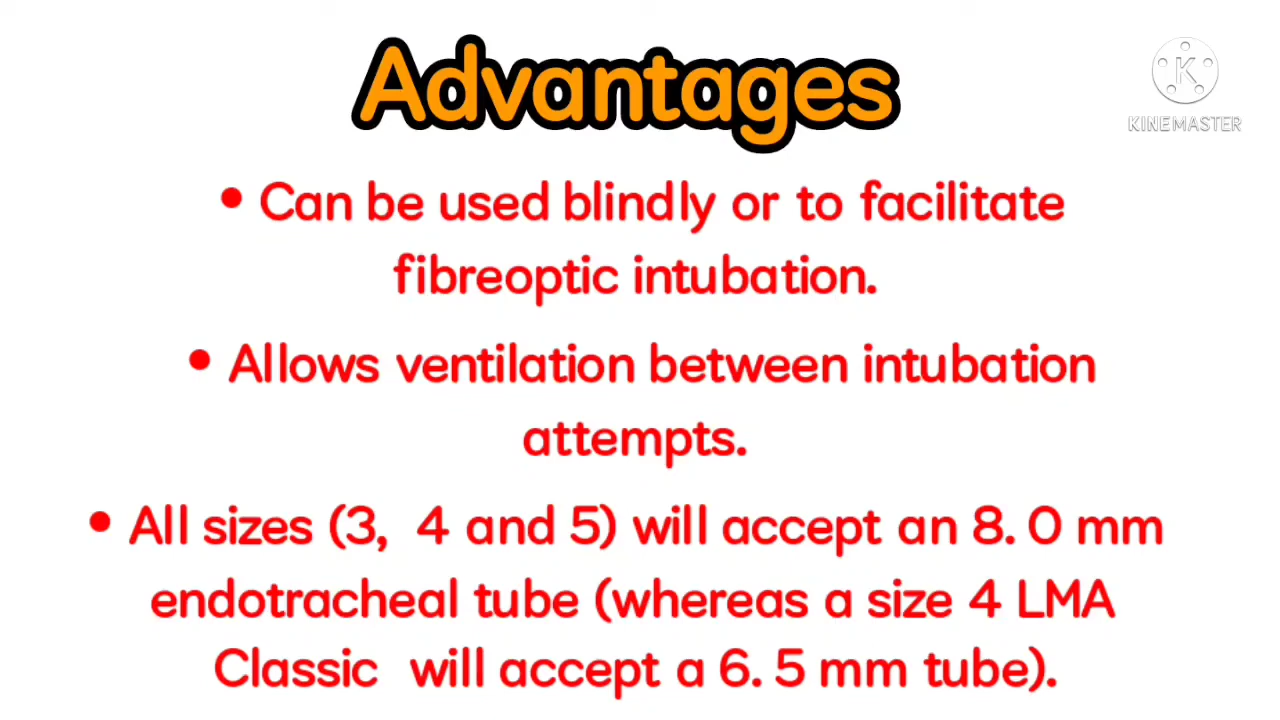 Advantages
K
KINEMASTER
• Can be used blindly or to facilitate
fibreoptic intubation.
• Allows ventilation between intubation
attempts.
• All sizes (3, 4 and 5) will accept an 8. 0 mm
endotracheal tube (whereas a size 4 LMA
Classic will accept a 6. 5 mm tube).